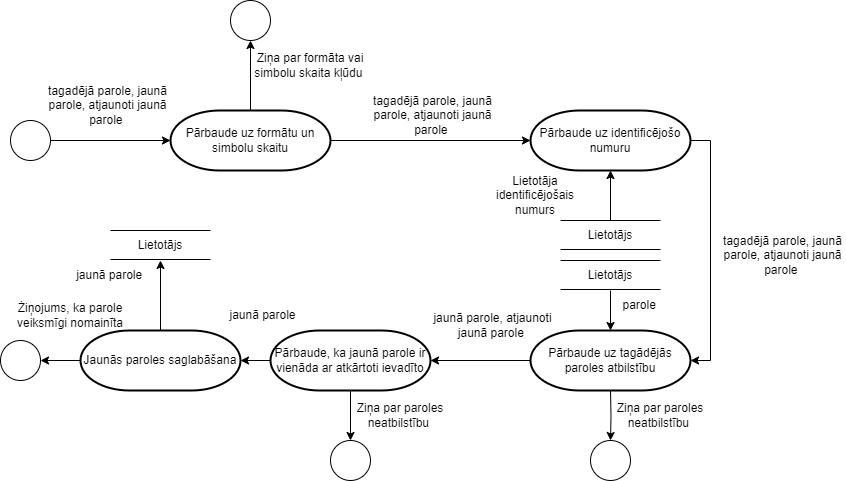 Ziņa par formāta vai
simbolu skaita kļūdu
tagadējā parole, jaunā
parole, atjaunoti jaunā
parole
Pārbaude uz formātu un
simbolu skaitu
tagadējā parole, jaunā
parole, atjaunoti jaunā
parole
Pārbaude uz identificējošo
numuru
Lietotāja
identificējošais
numurs
Lietotājs
tagadējā parole, jaunā
parole, atjaunoti jaunā
parole
Lietotājs
parole
Lietotājs
jaunā parole
Žiņojums, ka parole
veiksmīgi nomainīta
Jaunās paroles saglabāšana
jaunā parole
Pārbaude, ka jaunā parole ir
vienāda ar atkārtoti ievadīto
jaunā parole, atjaunoti
jaunā parole
Pārbaude uz tagādējās
paroles atbilstību
Ziņa par paroles
neatbilstību
Ziņa par paroles
neatbilstību